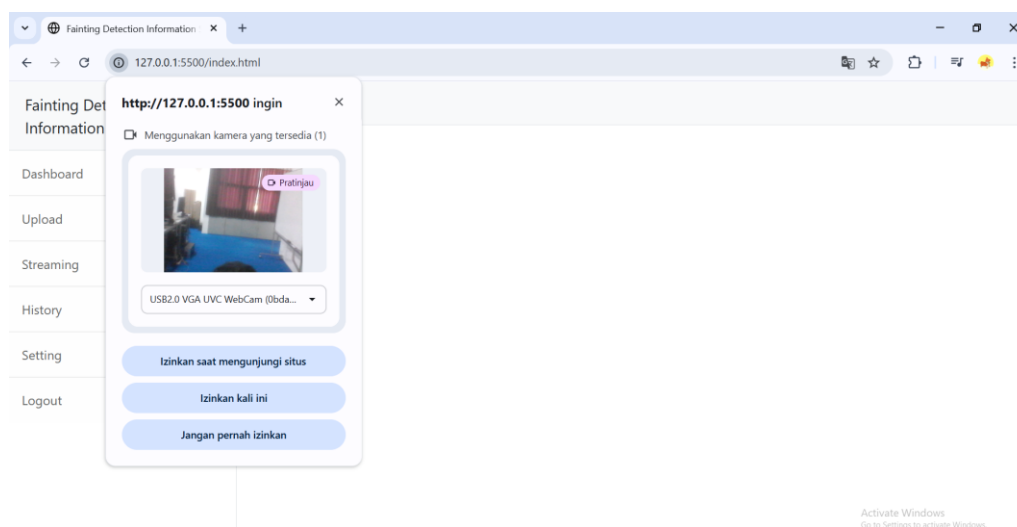 Fainting Detection Information
127.0.0.1:5500/index.html
Fainting Det
Information
http://127.0.0.1:5500 ingin
Menggunakan kamera yang tersedia (1)
Pratinjau
USB2.0 VGA UVC WebCam (0bda...
Izinkan saat mengunjungi situs
Izinkan kali ini
Jangan pernah izinkan
Dashboard
Upload
Streaming
History
Setting
Logout
Activate Windows
Go to Settings to activate Windows.